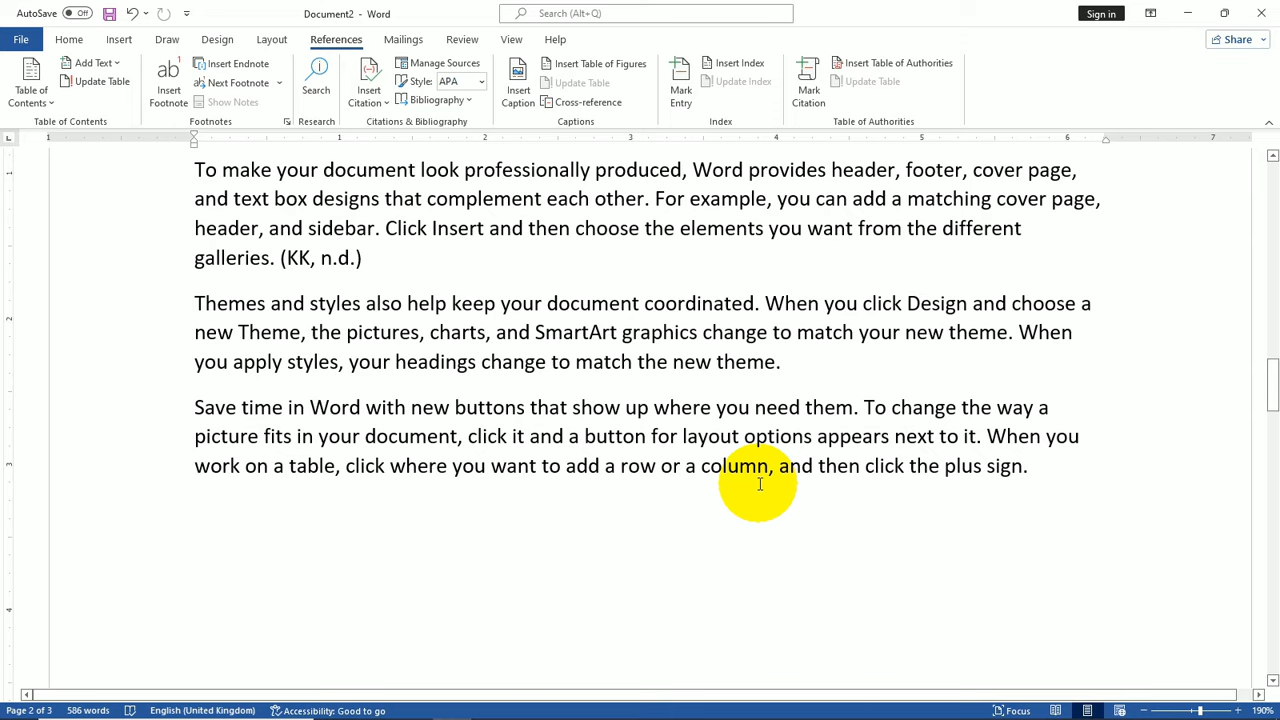 AutoSave Off Document2 - Word Search (Alt+Q) Sign in
File Home Insert Draw Design Layout References Mailings Review View Help Share
Table of Contents
Add Text
Update Table
Table of Contents
Insert Footnote
Insert Endnote
Next Footnote
Show Notes
Footnotes
Search
Research
Insert Citation
Manage Sources
Style: APA
Bibliography
Citations & Bibliography
Insert Caption
Insert Table of Figures
Update Table
Cross-reference
Captions
Mark Entry
Insert Index
Update Index
Index
Mark Citation
Insert Table of Authorities
Update Table
Table of Authorities
1 1 2 3 4 5 6 7
To make your document look professionally produced, Word provides header, footer, cover page,
and text box designs that complement each other. For example, you can add a matching cover page,
header, and sidebar. Click Insert and then choose the elements you want from the different
galleries. (KK, n.d.)
Themes and styles also help keep your document coordinated. When you click Design and choose a
new Theme, the pictures, charts, and SmartArt graphics change to match your new theme. When
you apply styles, your headings change to match the new theme.
Save time in Word with new buttons that show up where you need them. To change the way a
picture fits in your document, click it and a button for layout options appears next to it. When you
work on a table, click where you want to add a row or a column, and then click the plus sign.
1
2
3
4
Page 2 of 3 586 words English (United Kingdom) Accessibility: Good to go Focus 190%